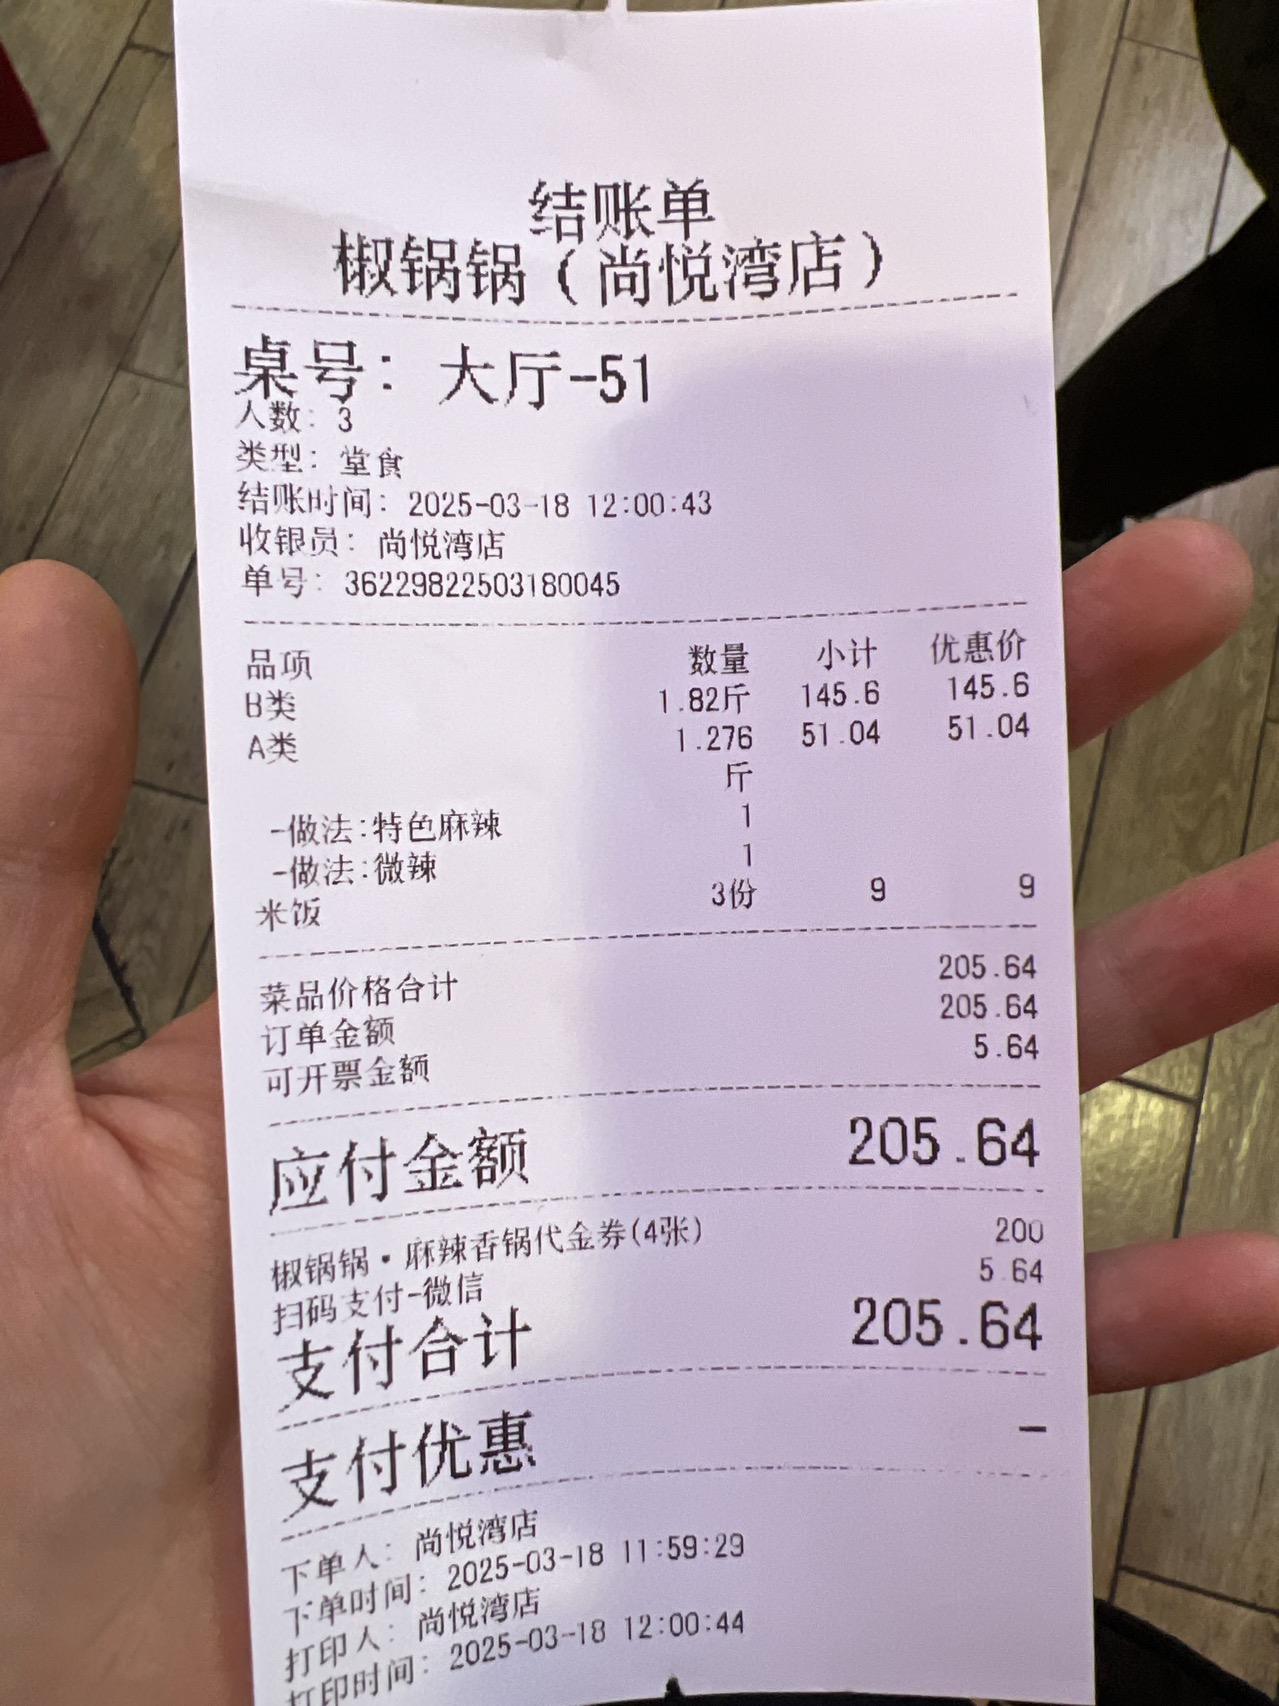 结账单
椒锅锅（尚悦湾店）
桌号: 大厅-51
人数: 3
类型: 堂食
结账时间: 2025-03-18 12:00:43
收银员: 尚悦湾店
单号: 36229822503180045
品项 数量 小计 优惠价
B类 1.82斤 145.6 145.6
A类 1.276 51.04 51.04
斤
-做法:特色麻辣 1
-做法:微辣 1
米饭 3份 9 9
菜品价格合计 205.64
订单金额 205.64
可开票金额 5.64
应付金额 205.64
椒锅锅·麻辣香锅代金券(4张) 200
扫码支付-微信 5.64
支付合计 205.64
支付优惠 -
下单人: 尚悦湾店
下单时间: 2025-03-18 11:59:29
打印人: 尚悦湾店
打印时间: 2025-03-18 12:00:44